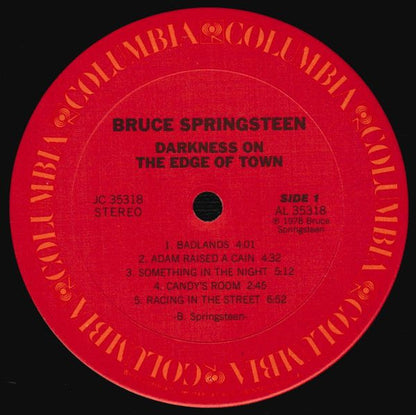 COLUMBIA COLUMBIA COLUMBIA COLUMBIA COLUMBIA COLUMBIA
BRUCE SPRINGSTEEN
DARKNESS ON
THE EDGE OF TOWN
JC 35318
STEREO
SIDE 1
AL 35318
℗ 1978 Bruce
Springsteen
1. BADLANDS 4:01
2. ADAM RAISED A CAIN 4:32
3. SOMETHING IN THE NIGHT 5:12
4. CANDY'S ROOM 2:45
5. RACING IN THE STREET 6:52
-B. Springsteen-